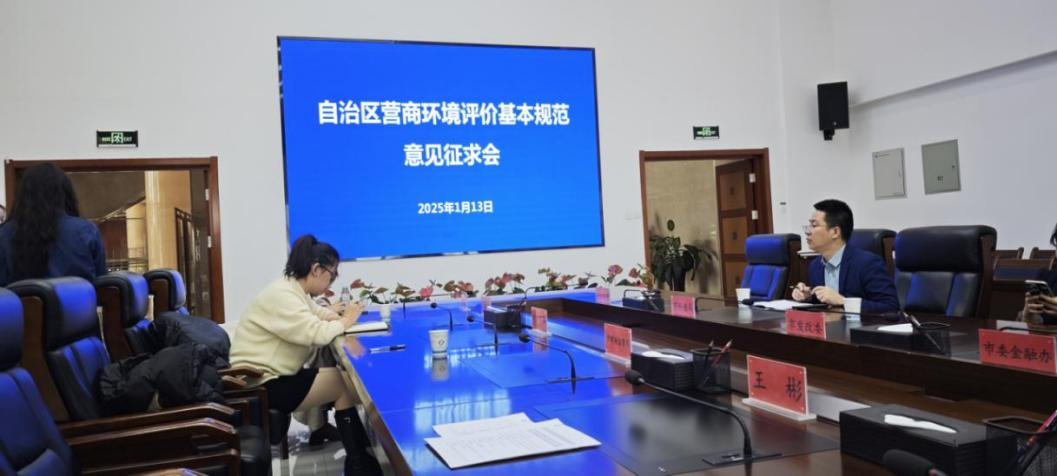 自治区营商环境评价基本规范
意见征求会
2025年1月13日
市发改委
市委金融办
王 彬